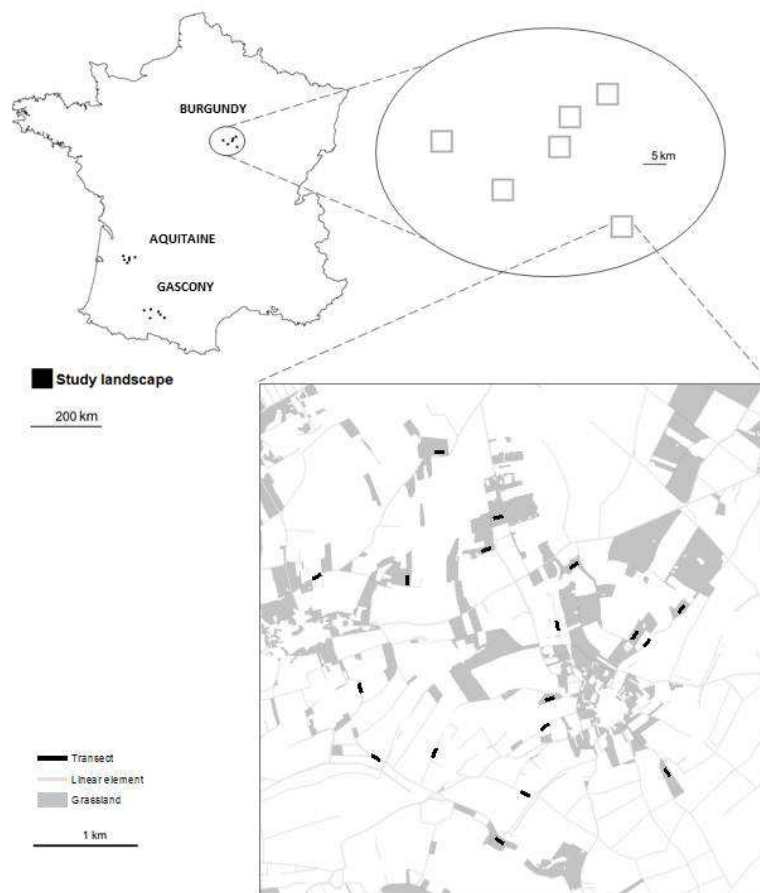 BURGUNDY
5 km
AQUITAINE
GASCONY
Study landscape
200 km
Transect
Linear element
Grassland
1 km